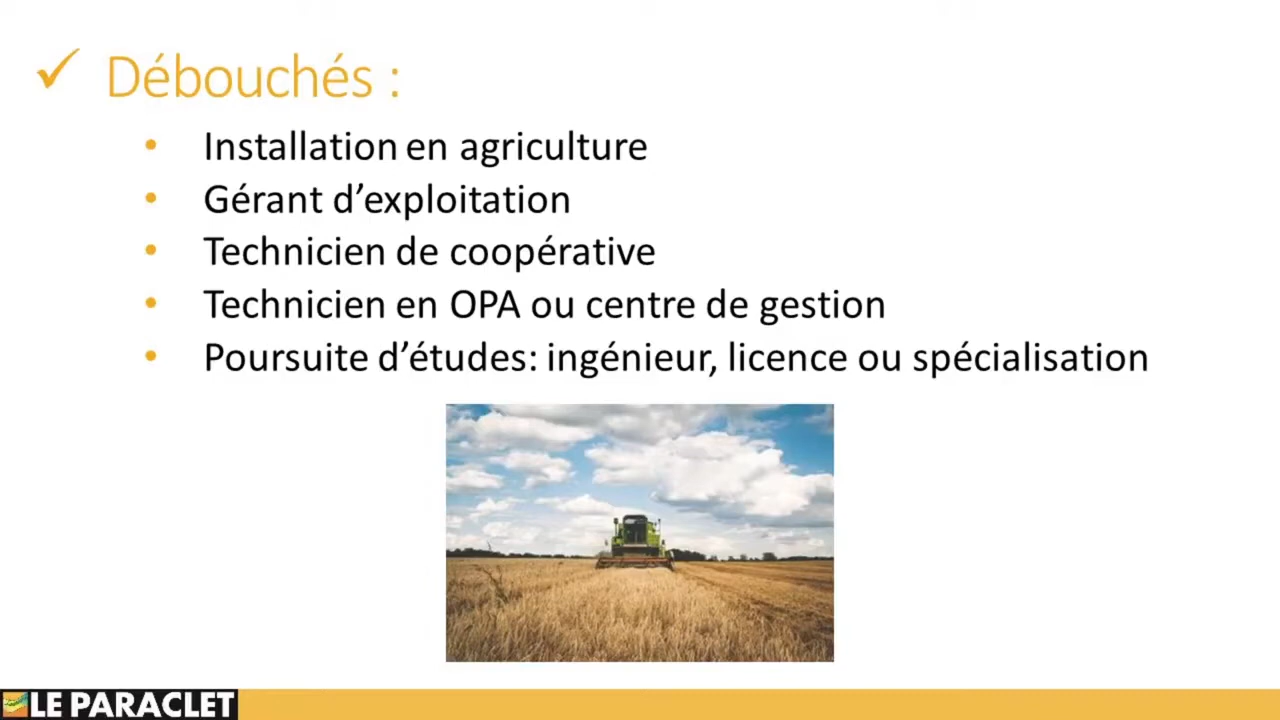 ✓ Débouchés :
• Installation en agriculture
• Gérant d’exploitation
• Technicien de coopérative
• Technicien en OPA ou centre de gestion
• Poursuite d’études: ingénieur, licence ou spécialisation
LE PARACLET